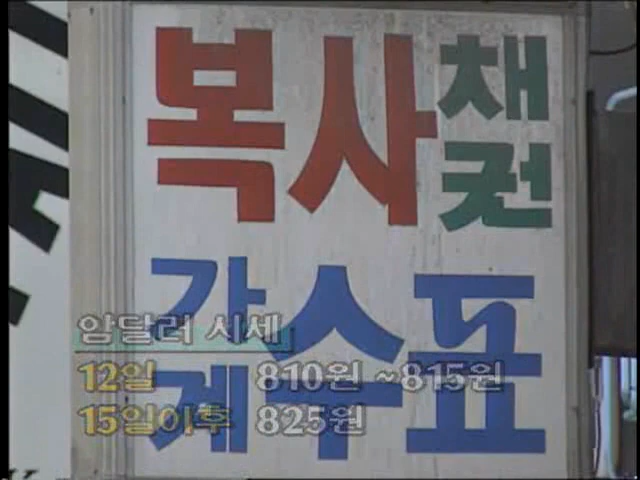 복사 채권
가계수표
암달러 시세
12일 810원 ~815원
15일이후 825원